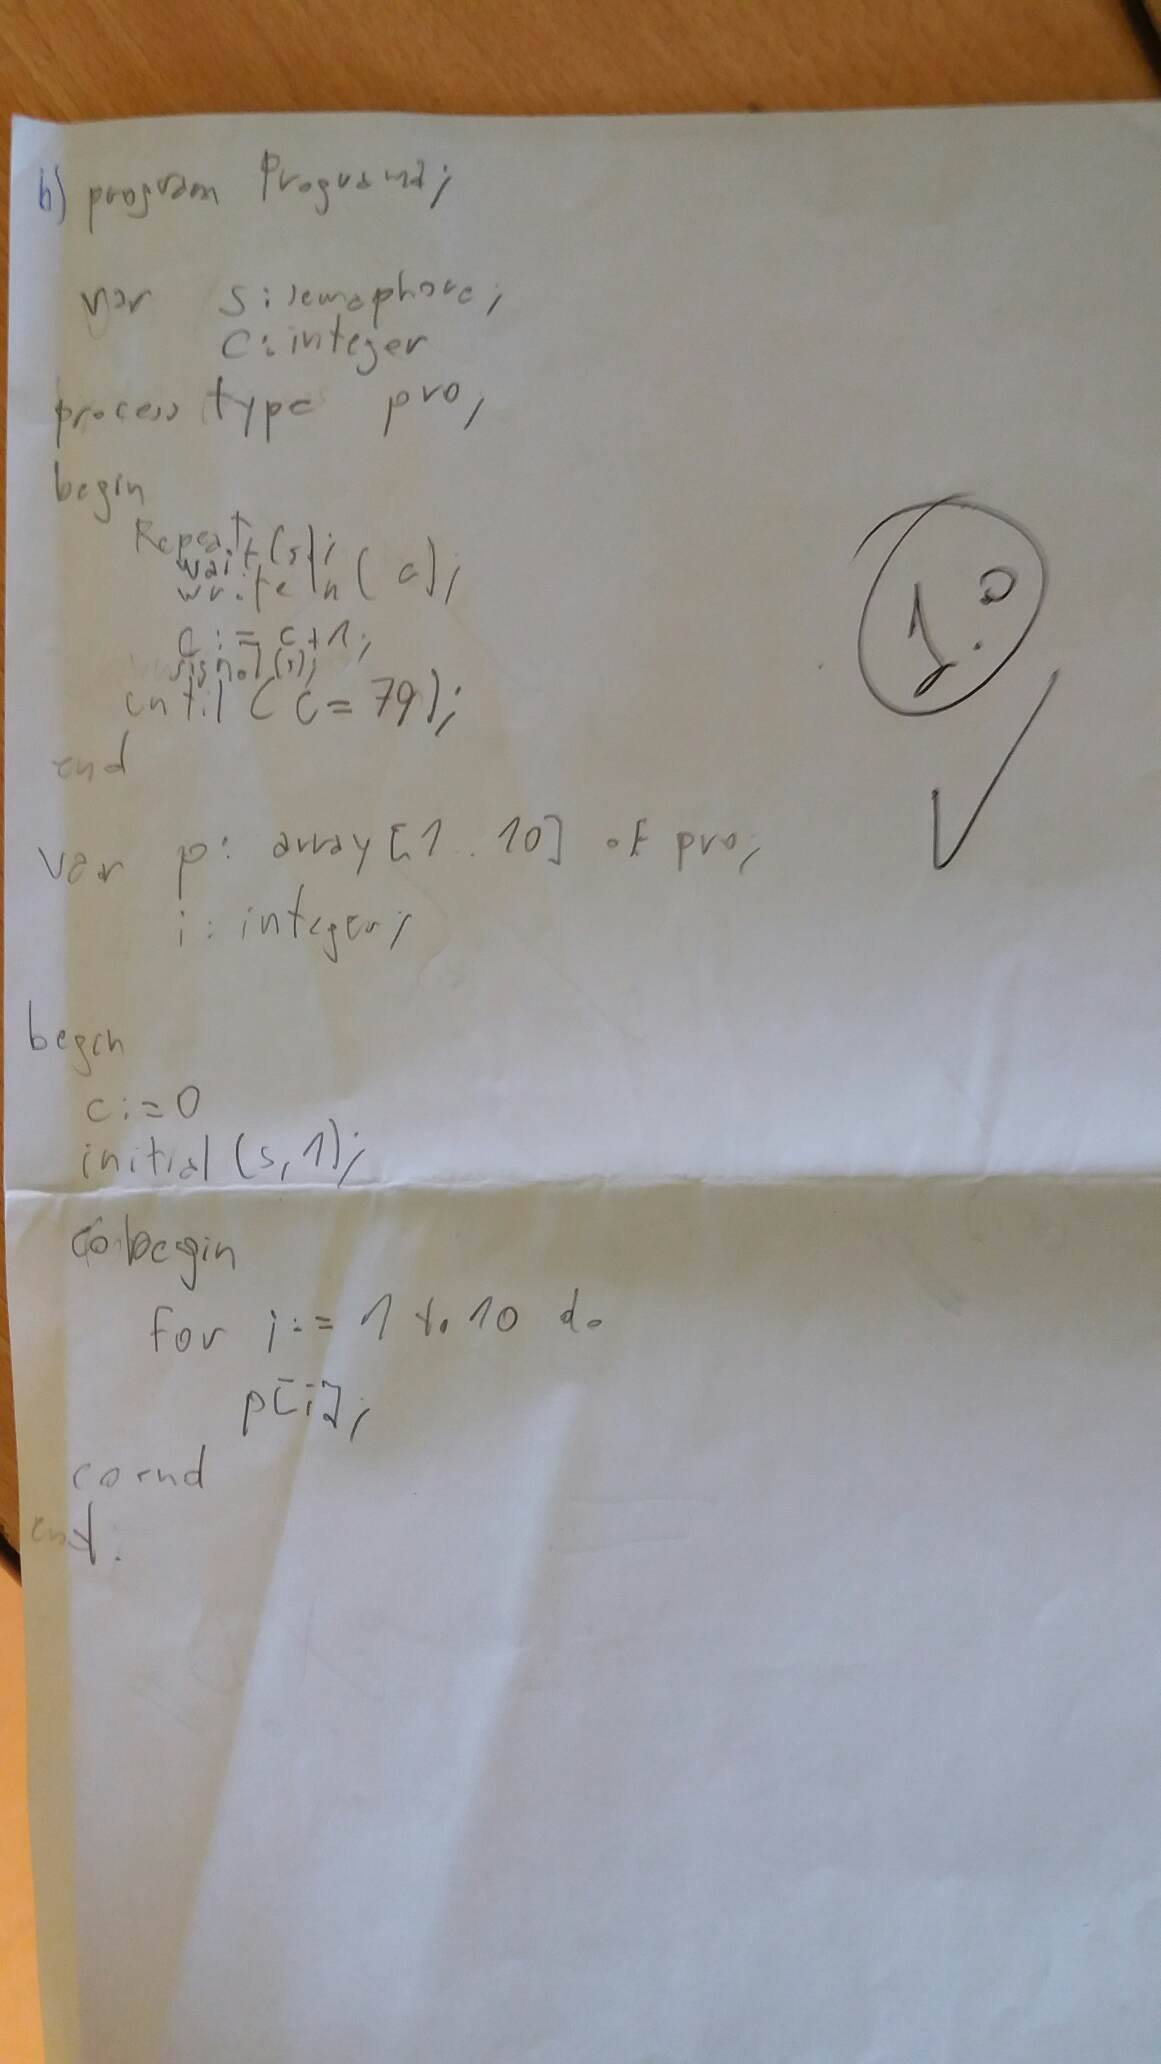 b) program Programa;
var s: semaphore;
c: integer
process type pro;
begin
Repeat
wait(s);
writeln(c);
c := c+1;
signal(s);
until (c = 79);
end
var p: array[1..10] of pro;
i: integer;
begin
c:=0
initial(s,1);
cobegin
for i:= 1 to 10 do
p[i];
coend
end.
1.0